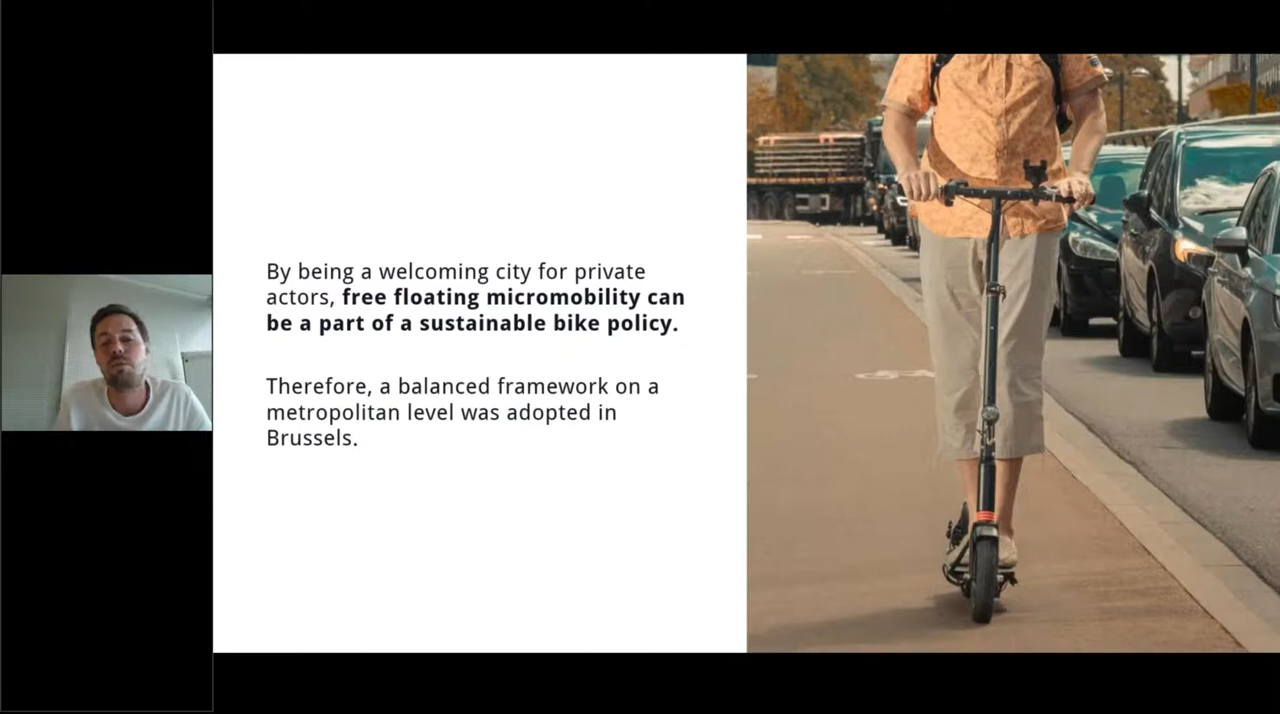 By being a welcoming city for private
actors, free floating micromobility can
be a part of a sustainable bike policy.
Therefore, a balanced framework on a
metropolitan level was adopted in
Brussels.